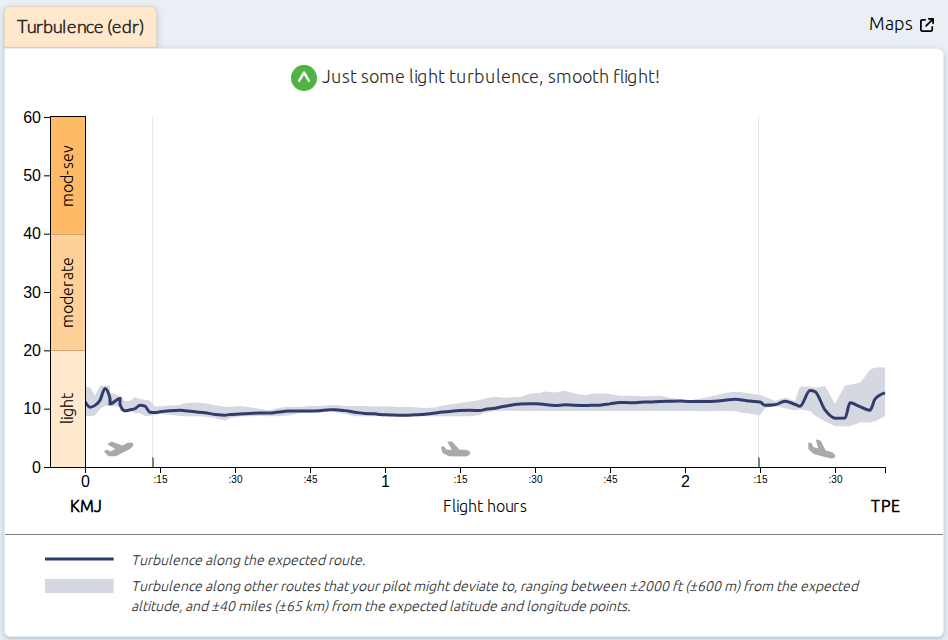 Turbulence (edr)
Maps
Just some light turbulence, smooth flight!
60
50
40
30
20
10
0
mod-sev
moderate
light
0 :15 :30 :45 1 :15 :30 :45 2 :15 :30
KMJ Flight hours TPE
Turbulence along the expected route.
Turbulence along other routes that your pilot might deviate to, ranging between ±2000 ft (±600 m) from the expected
altitude, and ±40 miles (±65 km) from the expected latitude and longitude points.